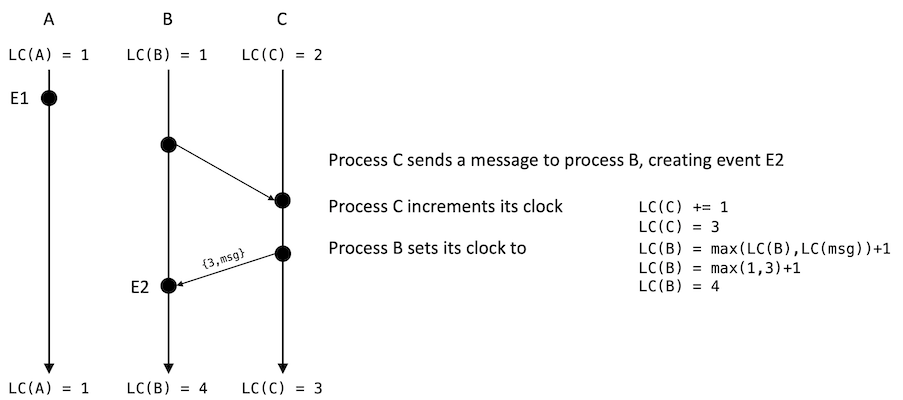 A B C
LC(A) = 1 LC(B) = 1 LC(C) = 2
E1
Process C sends a message to process B, creating event E2
Process C increments its clock LC(C) += 1
LC(C) = 3
Process B sets its clock to LC(B) = max(LC(B),LC(msg))+1
{3,msg}
LC(B) = max(1,3)+1
E2 LC(B) = 4
LC(A) = 1 LC(B) = 4 LC(C) = 3